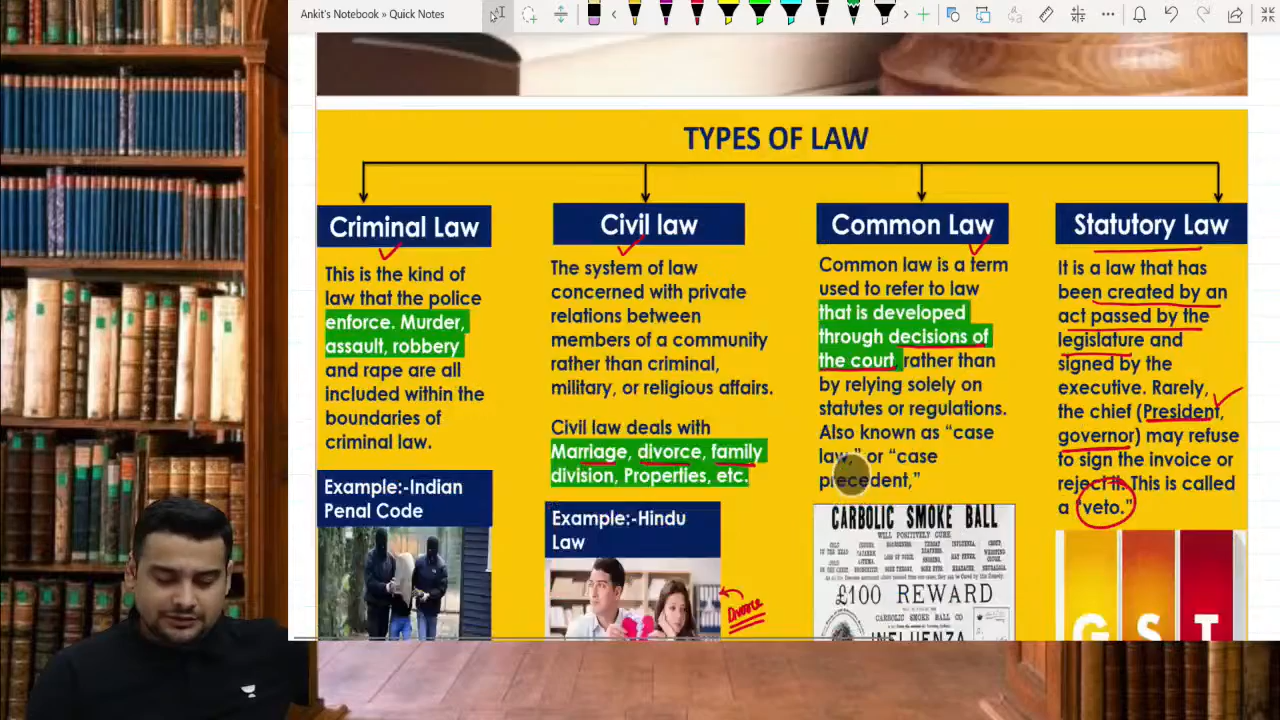 Ankit's Notebook » Quick Notes
TYPES OF LAW
Criminal Law
This is the kind of
law that the police
enforce. Murder,
assault, robbery
and rape are all
included within the
boundaries of
criminal law.
Example:-Indian
Penal Code
Civil law
The system of law
concerned with private
relations between
members of a community
rather than criminal,
military, or religious affairs.
Civil law deals with
Marriage, divorce, family
division, Properties, etc.
Example:-Hindu
Law
Divorce
Common Law
Common law is a term
used to refer to law
that is developed
through decisions of
the court, rather than
by relying solely on
statutes or regulations.
Also known as “case
law,” or “case
precedent,”
CARBOLIC SMOKE BALL
WILL POSITIVELY CURE
£100 REWARD
CARBOLIC SMOKE BALL CO
INFLUENZA
Statutory Law
It is a law that has
been created by an
act passed by the
legislature and
signed by the
executive. Rarely,
the chief (President,
governor) may refuse
to sign the invoice or
reject it. This is called
a “veto.”
G S T